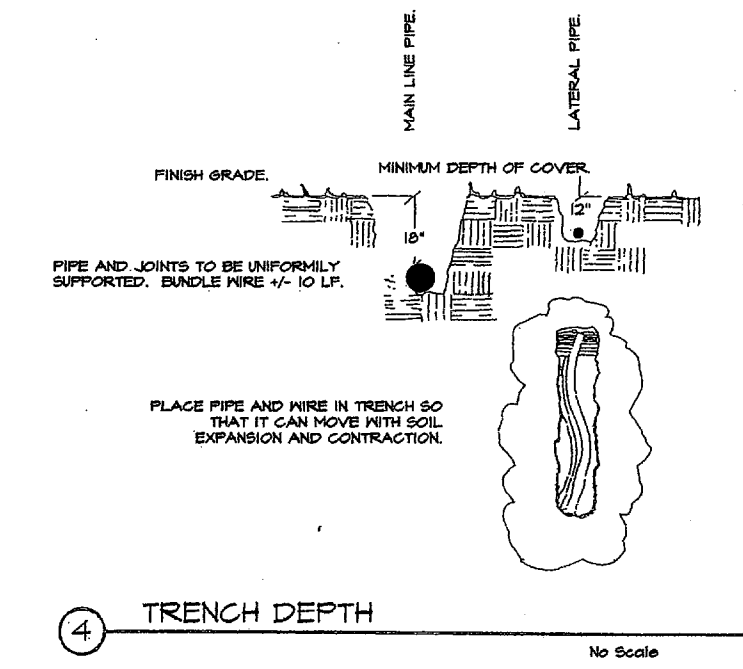 MAIN LINE PIPE.
LATERAL PIPE.
MINIMUM DEPTH OF COVER.
FINISH GRADE.
12"
18"
PIPE AND JOINTS TO BE UNIFORMILY
SUPPORTED. BUNDLE WIRE +/- 10 LF.
PLACE PIPE AND WIRE IN TRENCH SO
THAT IT CAN MOVE WITH SOIL
EXPANSION AND CONTRACTION.
4
TRENCH DEPTH
No Scale